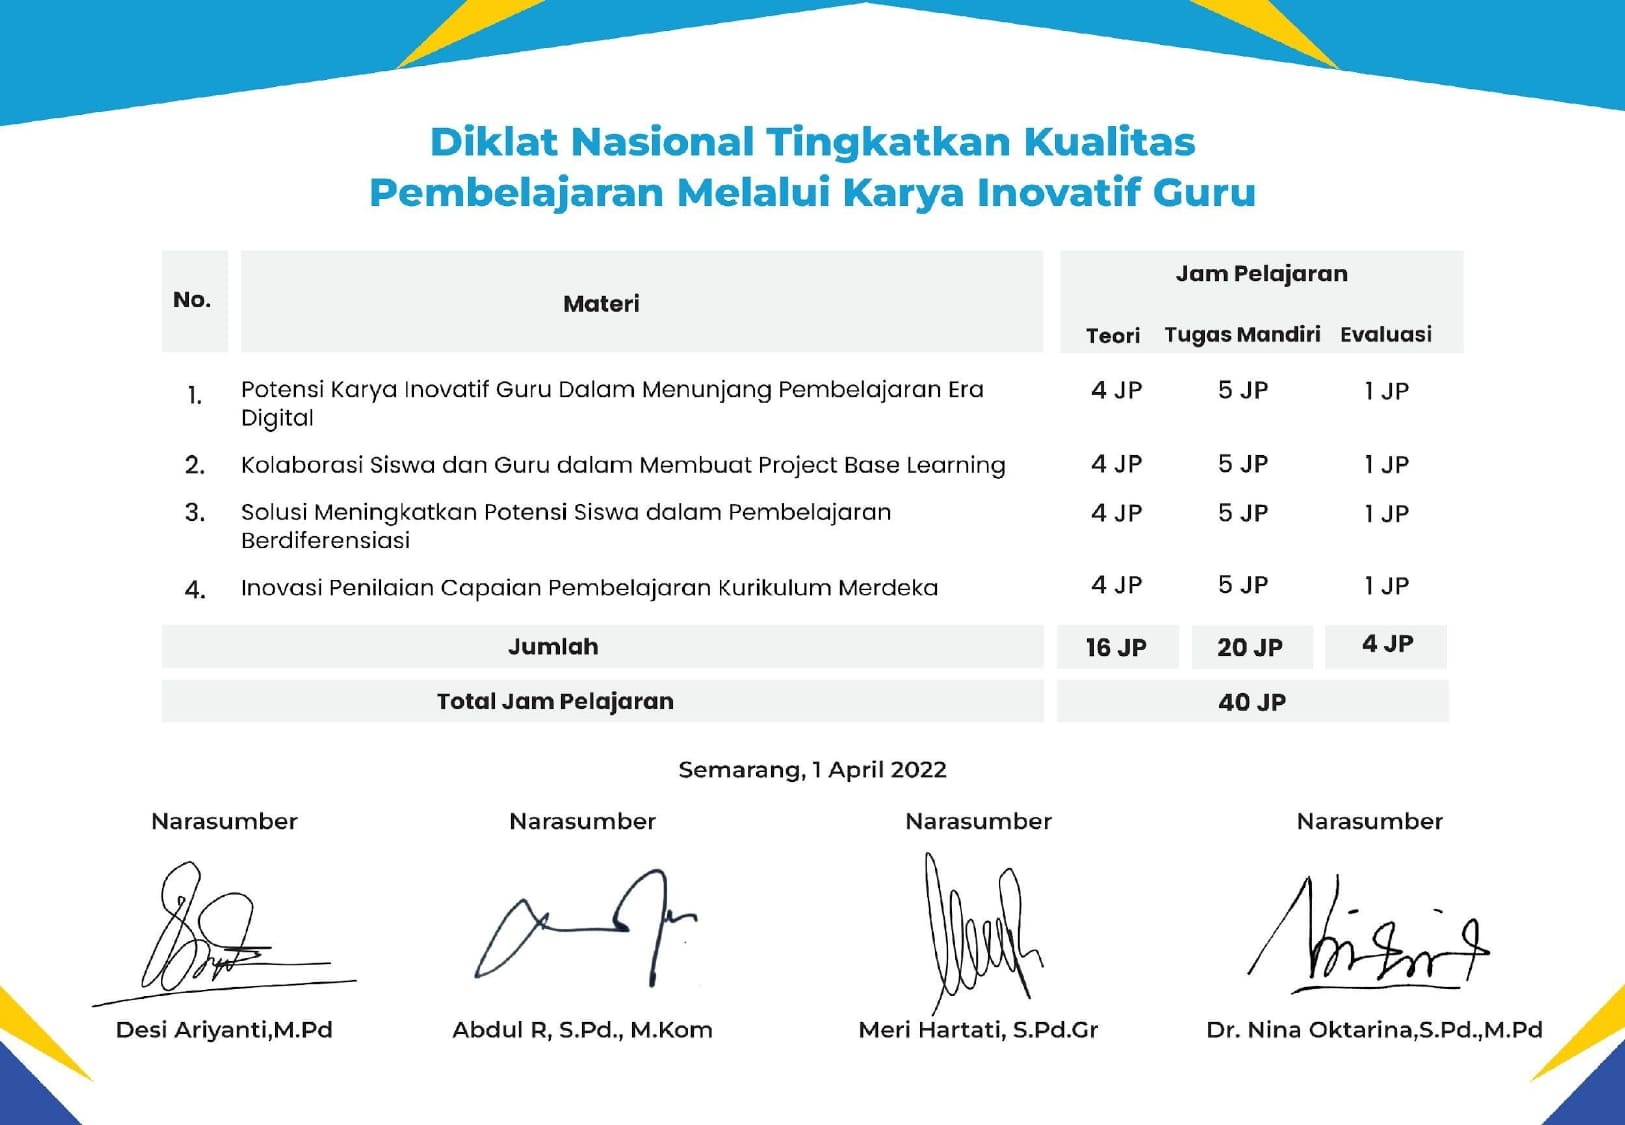 Diklat Nasional Tingkatkan Kualitas
Pembelajaran Melalui Karya Inovatif Guru
No. Materi Jam Pelajaran
Teori Tugas Mandiri Evaluasi
1. Potensi Karya Inovatif Guru Dalam Menunjang Pembelajaran Era 4 JP 5 JP 1 JP
Digital
2. Kolaborasi Siswa dan Guru dalam Membuat Project Base Learning 4 JP 5 JP 1 JP
3. Solusi Meningkatkan Potensi Siswa dalam Pembelajaran 4 JP 5 JP 1 JP
Berdiferensiasi
4. Inovasi Penilaian Capaian Pembelajaran Kurikulum Merdeka 4 JP 5 JP 1 JP
Jumlah 16 JP 20 JP 4 JP
Total Jam Pelajaran 40 JP
Semarang, 1 April 2022
Narasumber Narasumber Narasumber Narasumber
Desi Ariyanti,M.Pd Abdul R, S.Pd., M.Kom Meri Hartati, S.Pd.Gr Dr. Nina Oktarina,S.Pd.,M.Pd